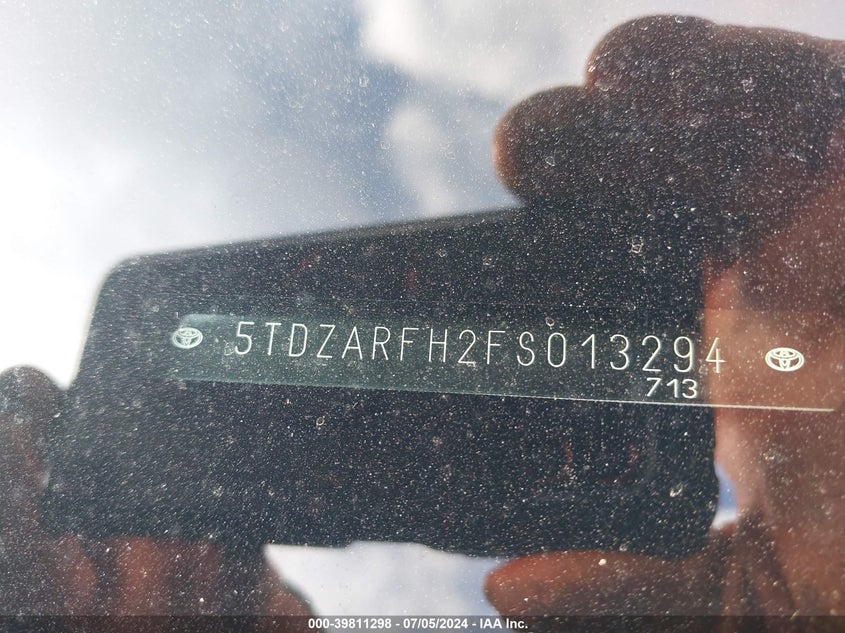 5TDZARFH2FS013294
713
000-39811298 - 07/05/2024 - IAA Inc.